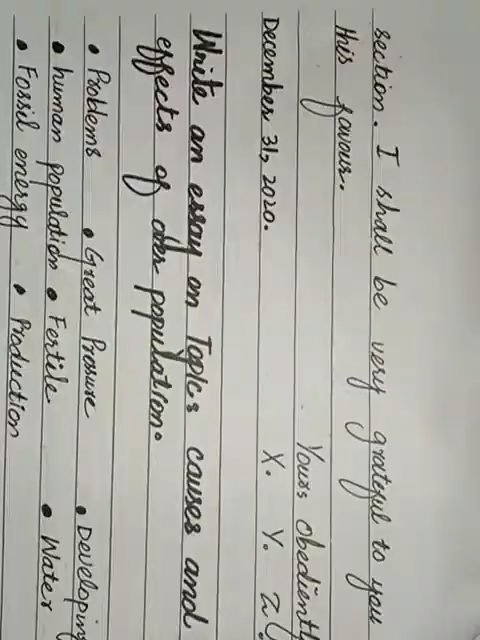 section. I shall be very grateful to you
this favour.
Yours Obediently
December 31, 2020. X. Y. Z.
Write an essay on Topic: causes and
effects of over population.
• Problems • Great Pressure • Developing
• human population • Fertile • Water
• Fossil energy • Production